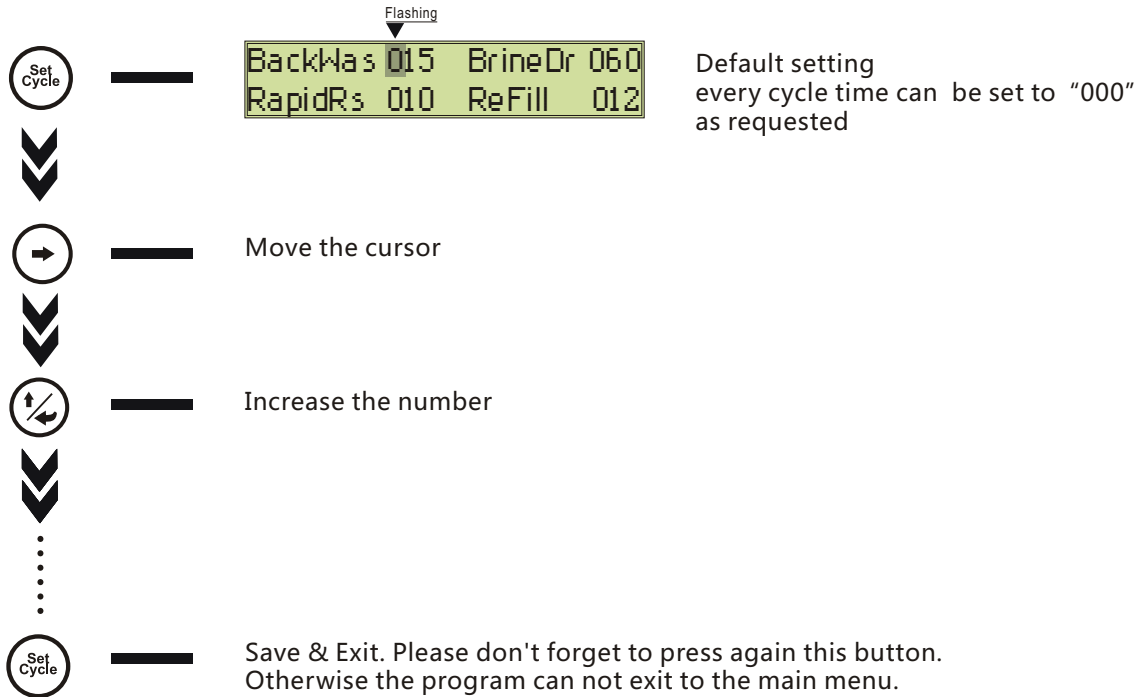 Flashing
Set
Cycle
BackWas 015 BrineDr 060
RapidRs 010 ReFill 012
Default setting
every cycle time can be set to “000”
as requested
Move the cursor
Increase the number
Set
Cycle
Save & Exit. Please don't forget to press again this button.
Otherwise the program can not exit to the main menu.